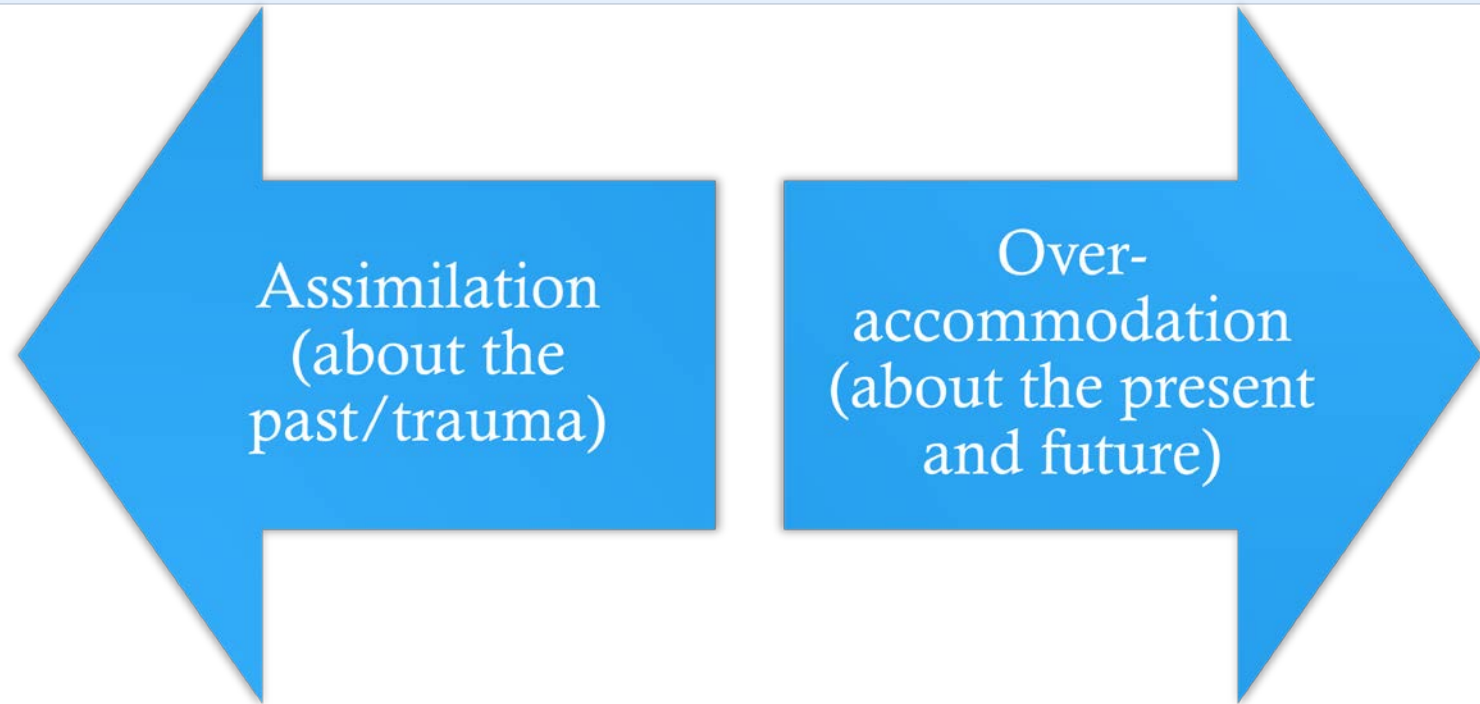 Assimilation
(about the
past/trauma)
Over-
accommodation
(about the present
and future)